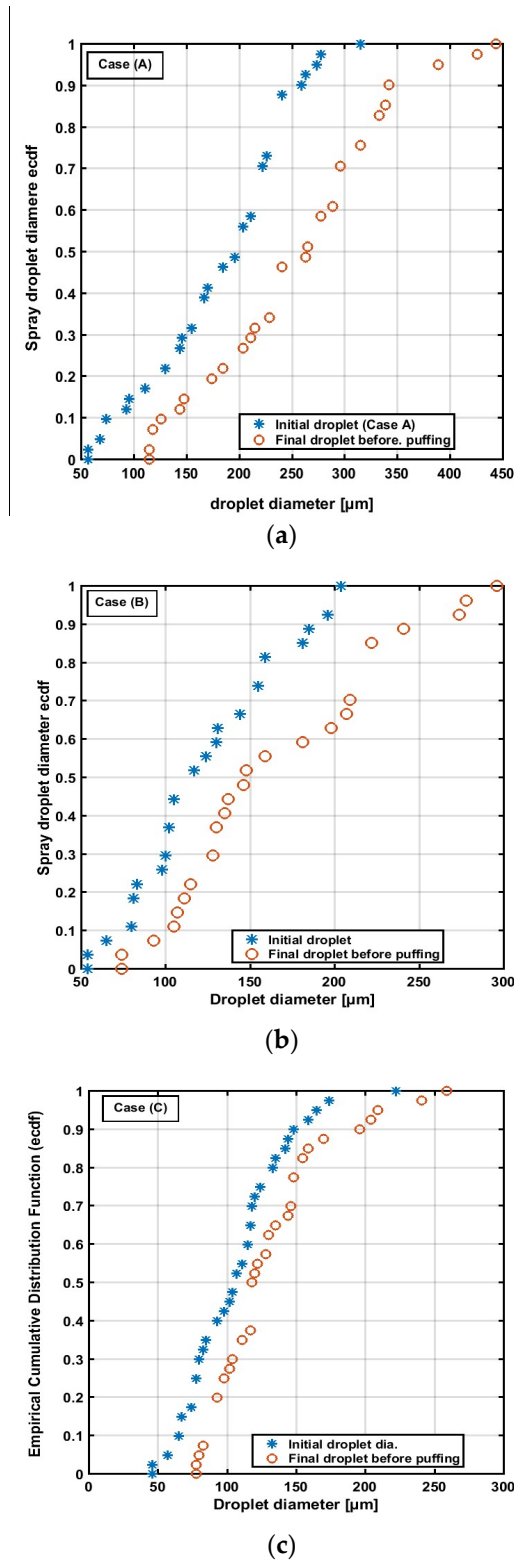 Case (A)
Spray droplet diamere ecdf
1
0.9
0.8
0.7
0.6
0.5
0.4
0.3
0.2
0.1
0
Initial droplet (Case A)
Final droplet before. puffing
50 100 150 200 250 300 350 400 450
droplet diameter [µm]
(a)
Case (B)
Spray droplet diameter ecdf
1
0.9
0.8
0.7
0.6
0.5
0.4
0.3
0.2
0.1
0
Initial droplet
Final droplet before puffing
50 100 150 200 250 300
Droplet diameter [µm]
(b)
Case (C)
Empirical Cumulative Distribution Function (ecdf)
1
0.9
0.8
0.7
0.6
0.5
0.4
0.3
0.2
0.1
0
Initial droplet dia.
Final droplet before puffing
0 50 100 150 200 250 300
Droplet diameter [µm]
(c)